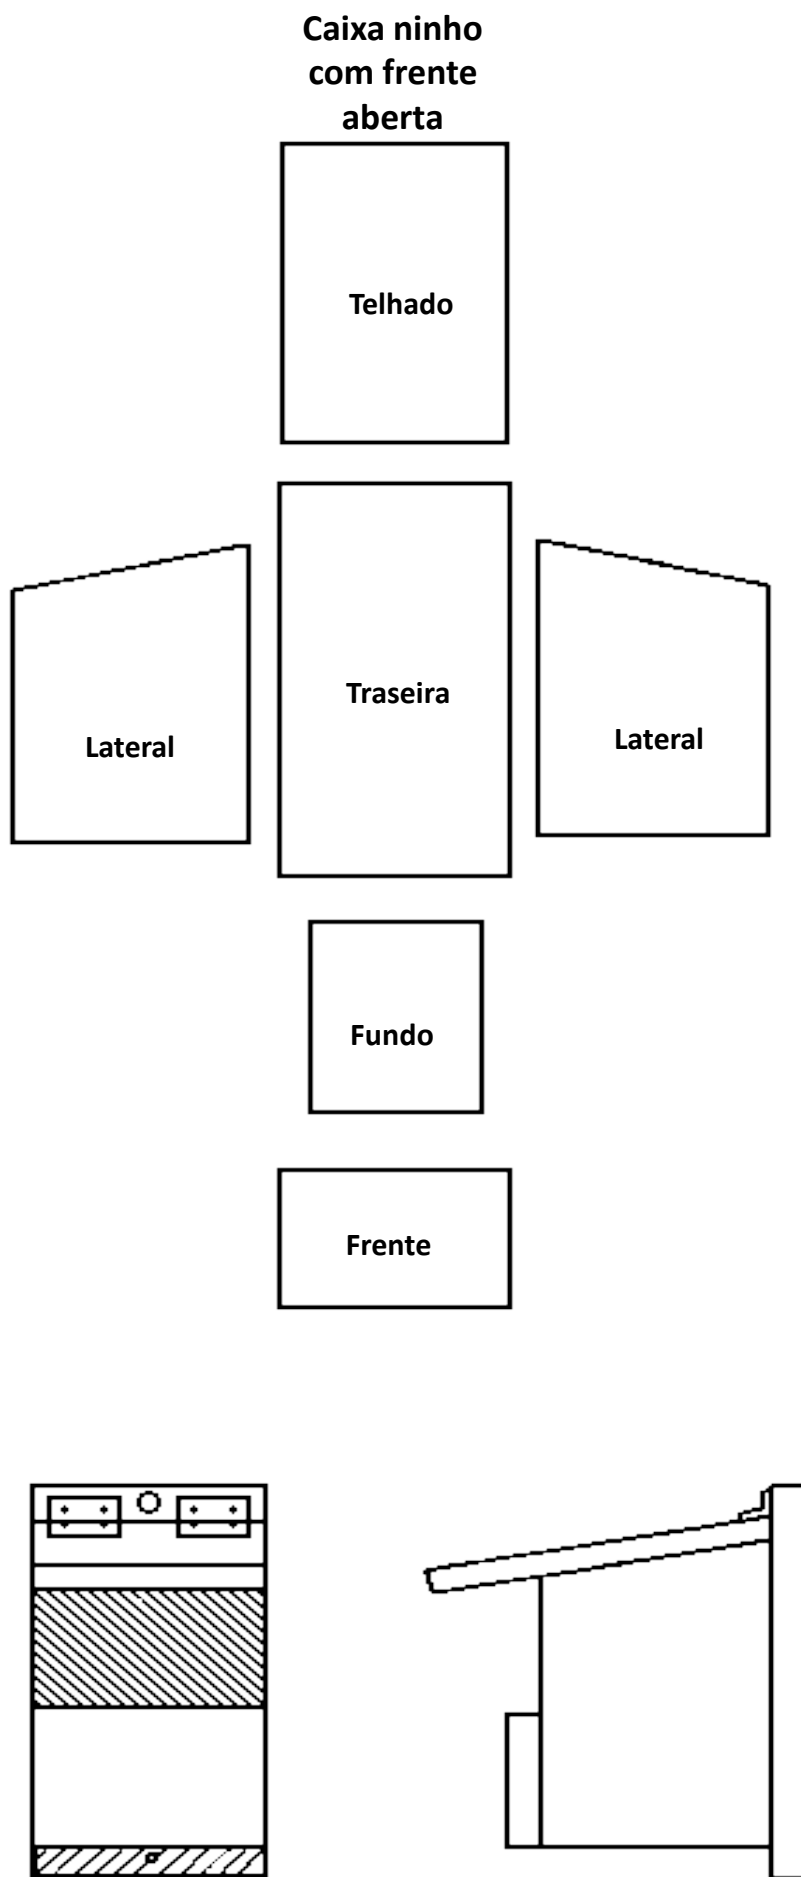 Caixa ninho
com frente
aberta
Telhado
Traseira
Lateral
Lateral
Fundo
Frente